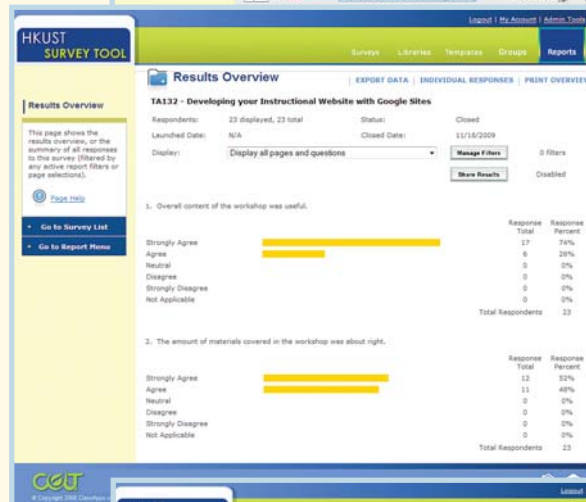 Logout | My Account | Admin Tools
HKUST
SURVEY TOOL
Surveys Libraries Templates Groups Reports
Results Overview
EXPORT DATA | INDIVIDUAL RESPONSES | PRINT OVERVIEW
Results Overview
This page shows the
results overview, or the
summary of all responses
to this survey (filtered by
any active report filters or
page selections).
Page Help
• Go to Survey List
• Go to Report Menu
TA132 - Developing your Instructional Website with Google Sites
Respondents: 23 displayed, 23 total Status: Closed
Launched Date: N/A Closed Date: 11/18/2009
Display: Display all pages and questions Manage Filters 0 filters
Share Results Disabled
1. Overall content of the workshop was useful.
Response Total Response Percent
Strongly Agree 17 74%
Agree 6 26%
Neutral 0 0%
Disagree 0 0%
Strongly Disagree 0 0%
Not Applicable 0 0%
Total Respondents 23
2. The amount of materials covered in the workshop was about right.
Response Total Response Percent
Strongly Agree 12 52%
Agree 11 48%
Neutral 0 0%
Disagree 0 0%
Strongly Disagree 0 0%
Not Applicable 0 0%
Total Respondents 23
CELT
© Copyright 2008
Logout